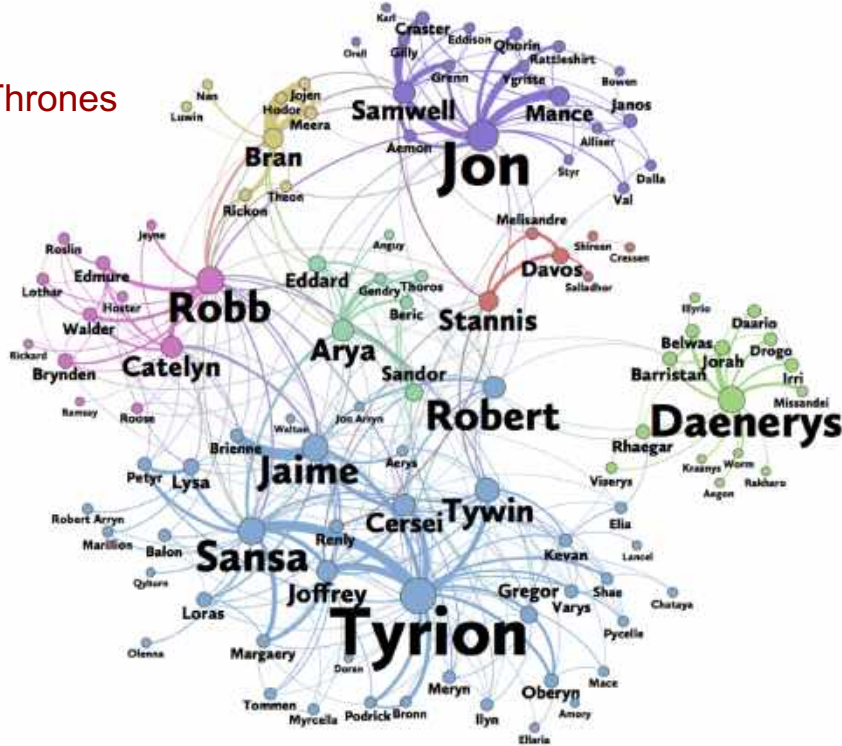 Thrones
Karl
Craster
Eddison
Qhorin
Orell
Gilly
Rattleshirt
Grenn
Ygritte
Bowen
Nan
Jojen
Samwell
Mance
Janos
Luwin
Hodor
Meera
Aemon
Alliser
Bran
Jon
Styr
Dalla
Val
Rickon
Theon
Melisandre
Jeyne
Anguy
Shireen
Cressen
Roslin
Davos
Edmure
Eddard
Gendry
Thoros
Salladhor
Lothar
Hoster
Robb
Beric
Stannis
Illyrio
Daario
Walder
Belwas
Jorah
Drogo
Rickard
Arya
Barristan
Irri
Brynden
Catelyn
Sandor
Missandei
Ramsay
Roose
Jon Arryn
Robert
Daenerys
Walton
Brienne
Rhaegar
Jaime
Aerys
Kraznys
Worm
Petyr
Lysa
Viserys
Aegon
Rakharo
Cersei
Tywin
Robert Arryn
Elia
Marillion
Balon
Sansa
Renly
Kevan
Lancel
Qyburn
Joffrey
Gregor
Shae
Varys
Chataya
Loras
Tyrion
Pycelle
Olenna
Margaery
Doran
Meryn
Oberyn
Mace
Tommen
Myrcella
Podrick
Bronn
Ilyn
Amory
Ellaria